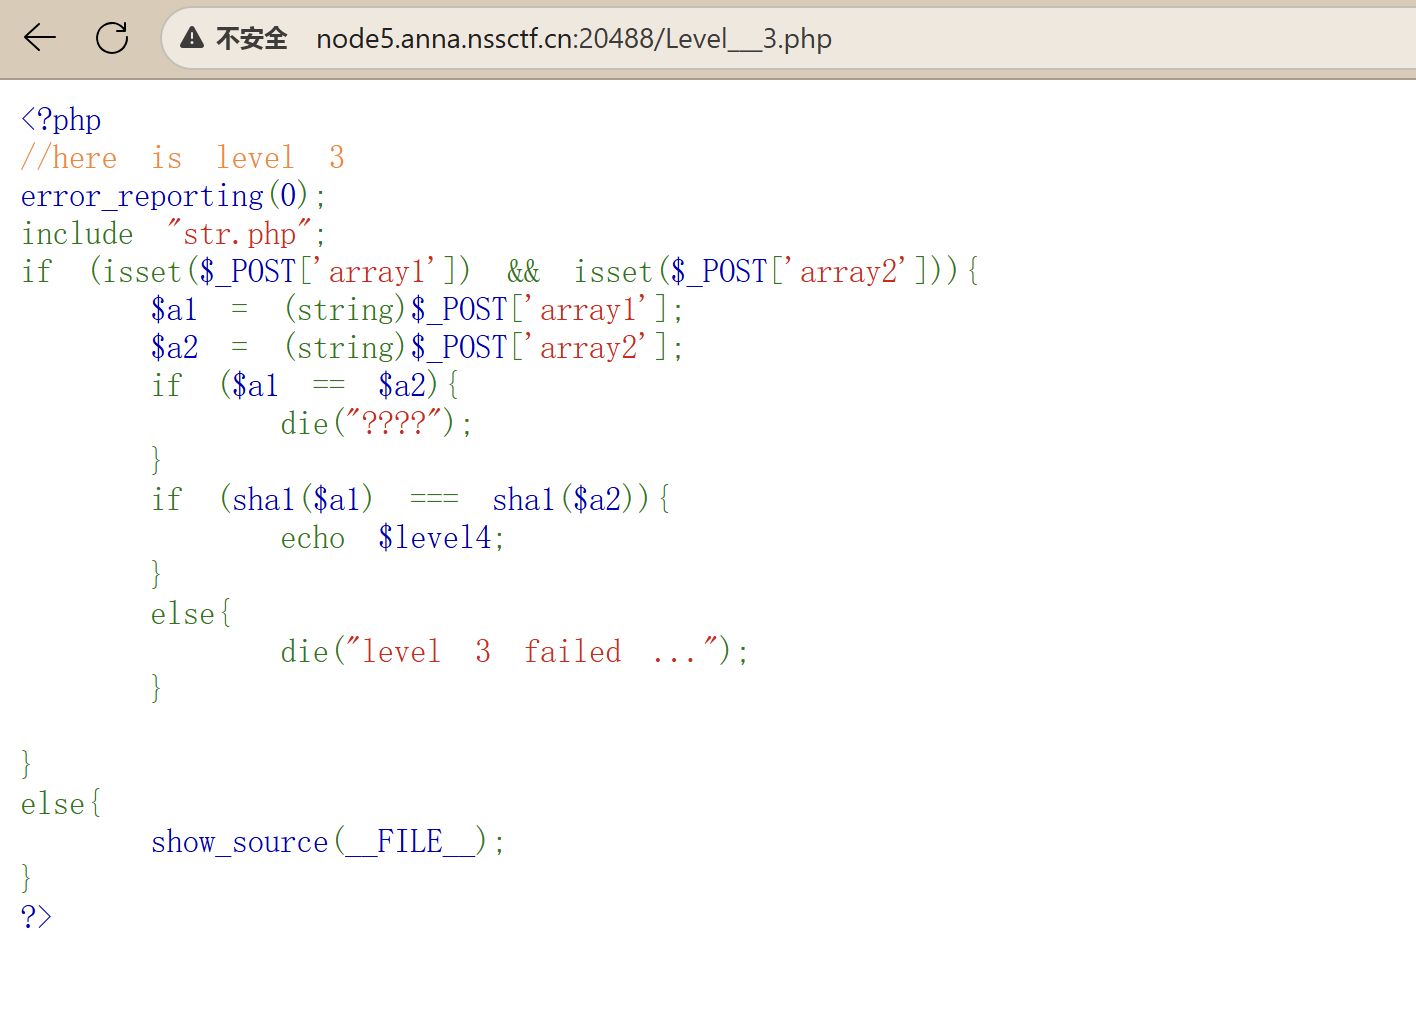 不安全 node5.anna.nssctf.cn:20488/Level___3.php
<?php
//here is level 3
error_reporting(0);
include "str.php";
if (isset($_POST['array1']) && isset($_POST['array2'])){
        $a1 = (string)$_POST['array1'];
        $a2 = (string)$_POST['array2'];
        if ($a1 == $a2){
                die("????");
        }
        if (sha1($a1) === sha1($a2)){
                echo $level4;
        }
        else{
                die("level 3 failed ...");
        }
}
else{
        show_source(__FILE__);
}
?>